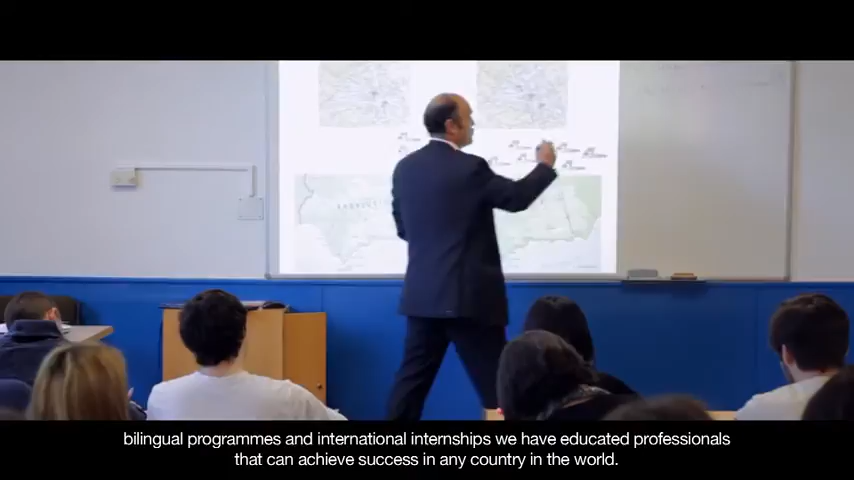 bilingual programmes and international internships we have educated professionals
that can achieve success in any country in the world.